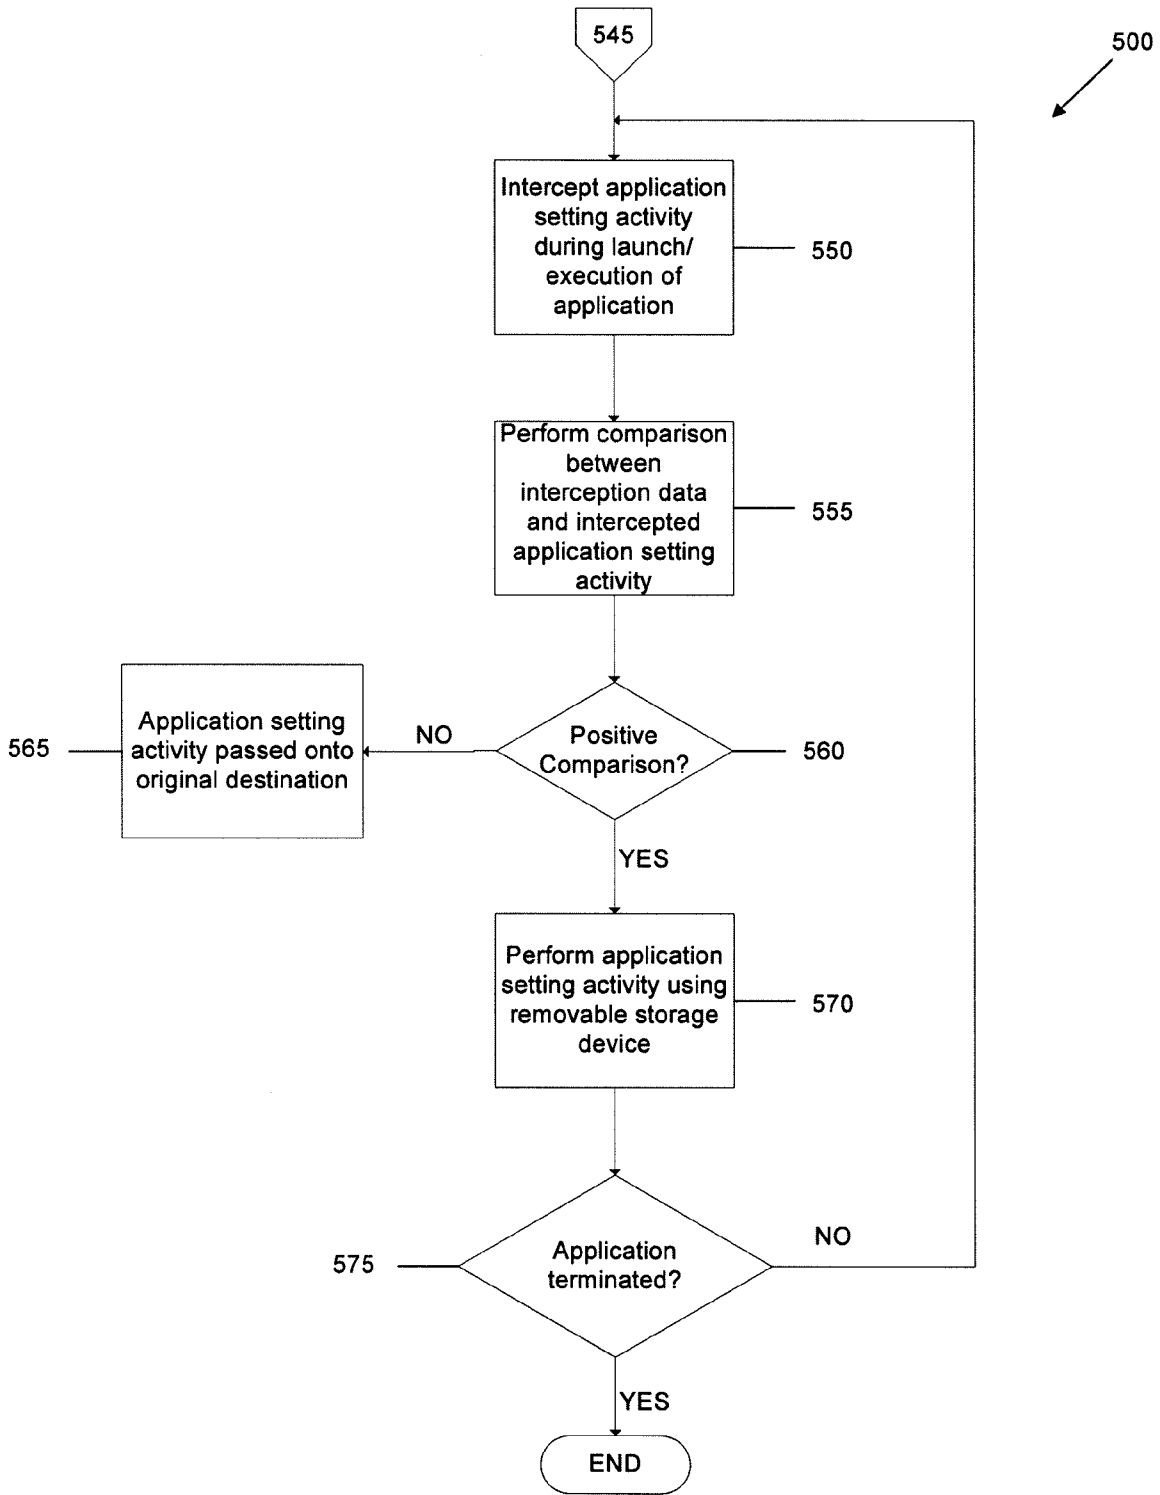 545
500
Intercept application
setting activity
during launch/
execution of
application
550
Perform comparison
between
interception data
and intercepted
application setting
activity
555
Application setting
activity passed onto
original destination
565
NO
Positive
Comparison?
560
YES
Perform application
setting activity using
removable storage
device
570
575
Application
terminated?
NO
YES
END